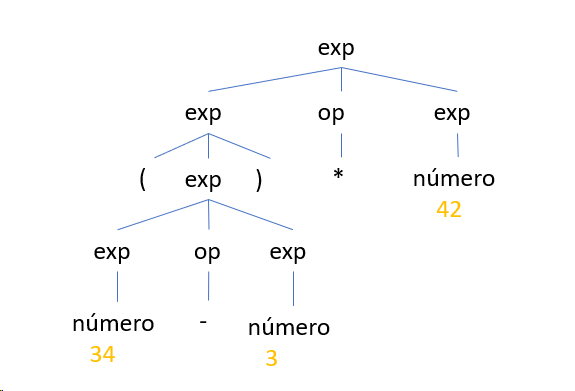 exp
exp op exp
( exp ) * número
42
exp op exp
número - número
34 3